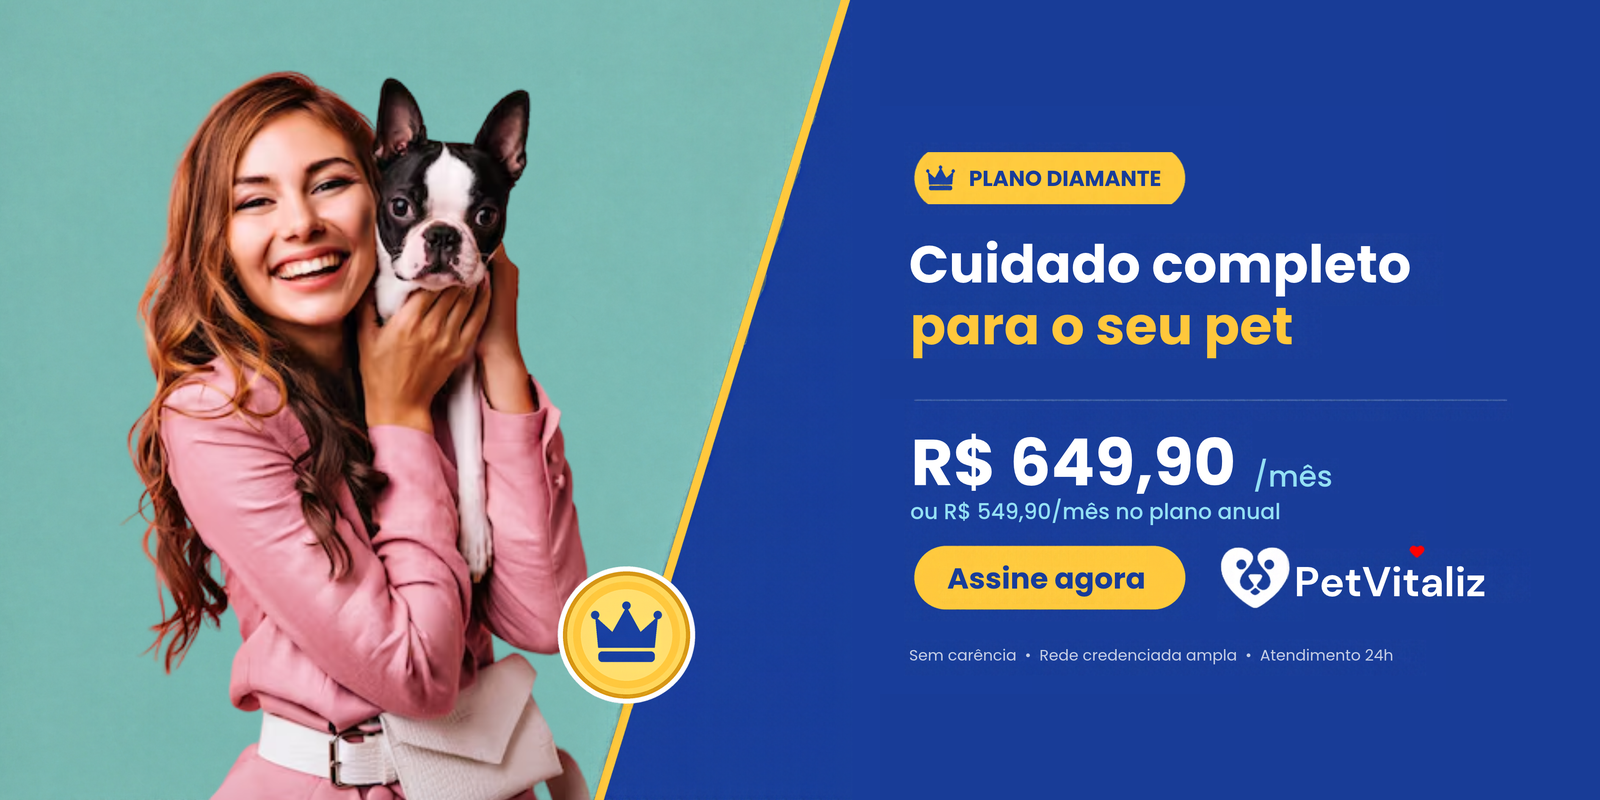 PLANO DIAMANTE
Cuidado completo
para o seu pet
R$ 649,90 /mês
ou R$ 549,90/mês no plano anual
Assine agora
PetVitaliz
Sem carência • Rede credenciada ampla • Atendimento 24h